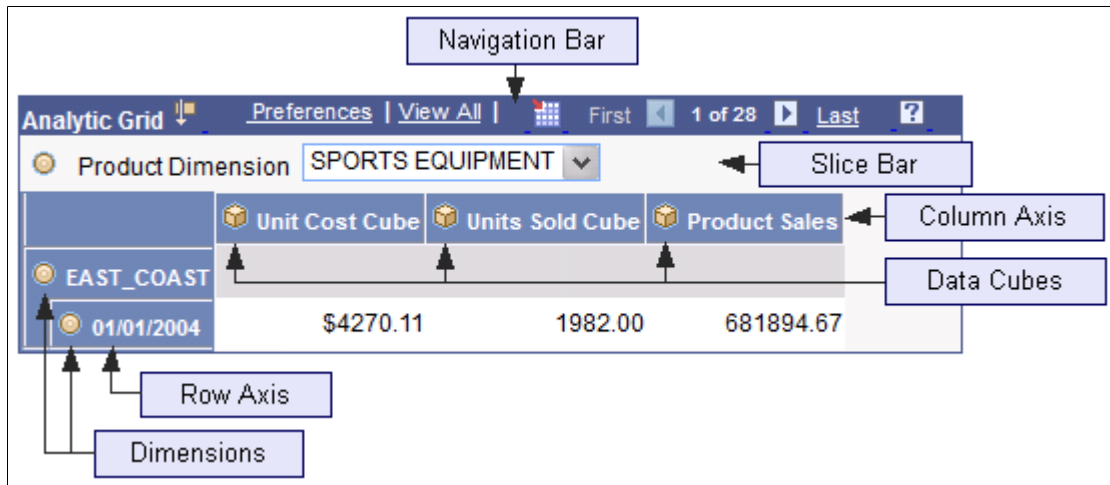 Navigation Bar
Analytic Grid Preferences | View All | First 1 of 28 Last ?
Product Dimension SPORTS EQUIPMENT
Slice Bar
Unit Cost Cube Units Sold Cube Product Sales
Column Axis
EAST_COAST
Data Cubes
01/01/2004 $4270.11 1982.00 681894.67
Row Axis
Dimensions